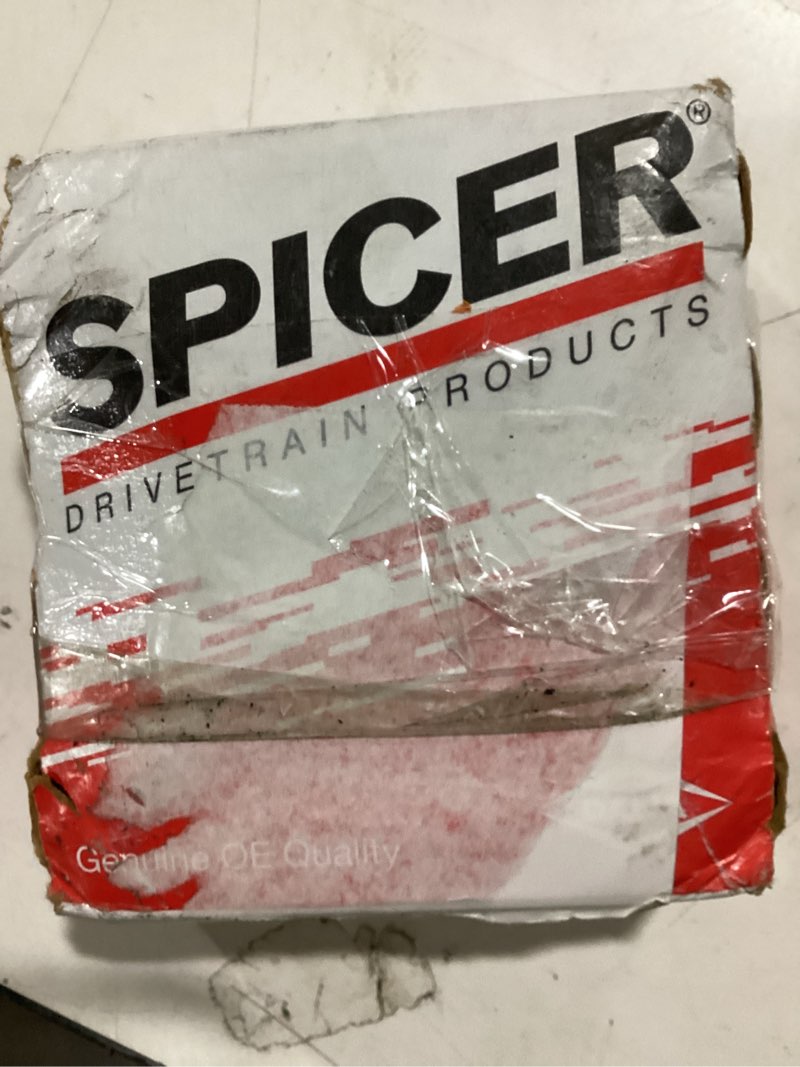 SPICER®
DRIVETRAIN PRODUCTS
Genuine OE Quality